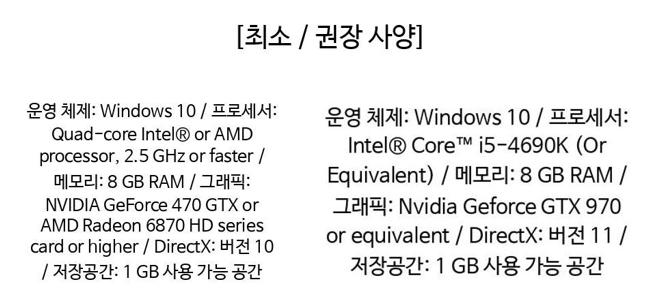 [최소 / 권장 사양]
운영 체제: Windows 10 / 프로세서:
Quad-core Intel® or AMD
processor, 2.5 GHz or faster /
메모리: 8 GB RAM / 그래픽:
NVIDIA GeForce 470 GTX or
AMD Radeon 6870 HD series
card or higher / DirectX: 버전 10
/ 저장공간: 1 GB 사용 가능 공간
운영 체제: Windows 10 / 프로세서:
Intel® Core™ i5-4690K (Or
Equivalent) / 메모리: 8 GB RAM /
그래픽: Nvidia Geforce GTX 970
or equivalent / DirectX: 버전 11 /
저장공간: 1 GB 사용 가능 공간